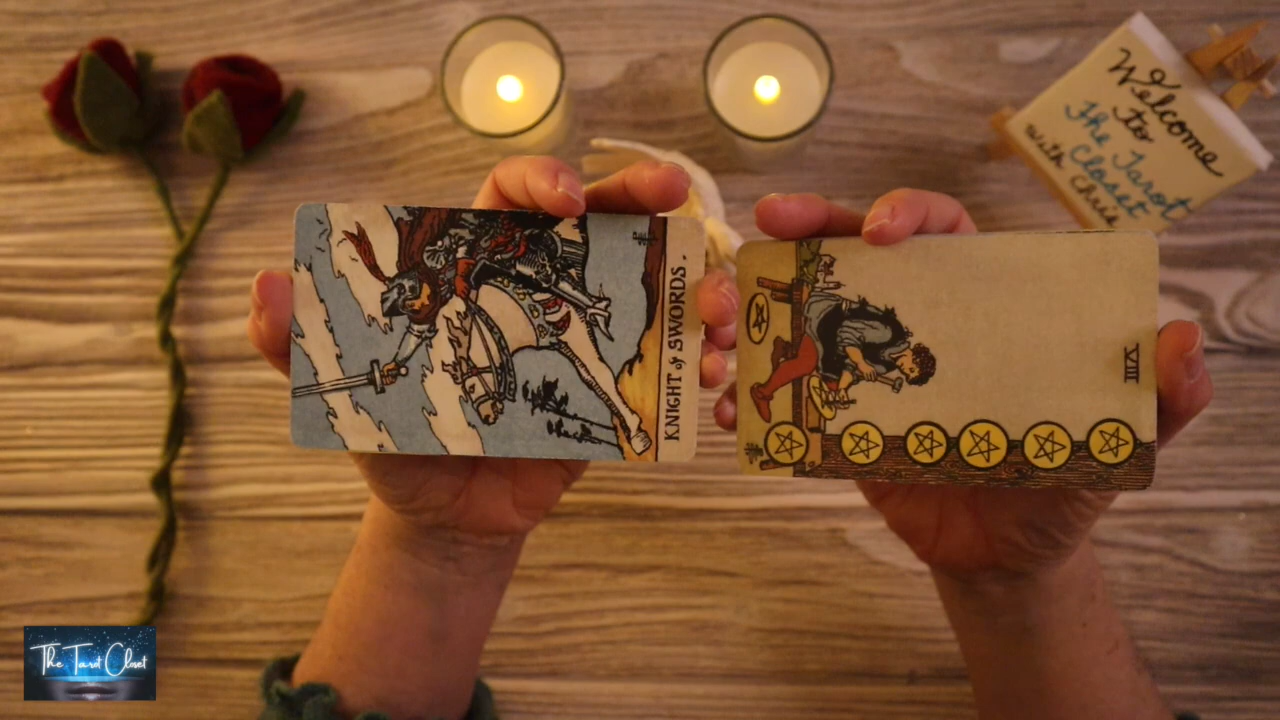 Welcome
to
The Tarot
Closet
with Chris
KNIGHT of SWORDS.
VIII
The Tarot Closet